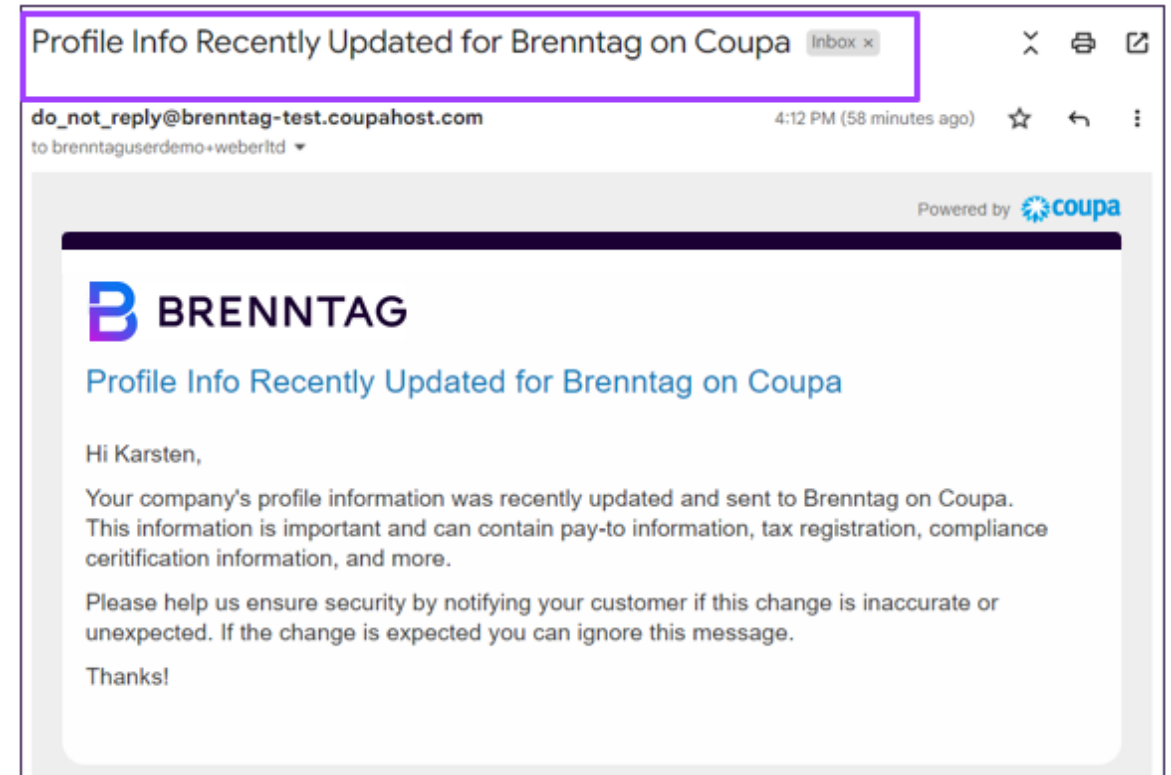 Profile Info Recently Updated for Brenntag on Coupa Inbox ×
do_not_reply@brenntag-test.coupahost.com 4:12 PM (58 minutes ago)
to brenntaguserdemo+weberltd
Powered by coupa
BRENNTAG
Profile Info Recently Updated for Brenntag on Coupa
Hi Karsten,
Your company's profile information was recently updated and sent to Brenntag on Coupa.
This information is important and can contain pay-to information, tax registration, compliance
ceritification information, and more.
Please help us ensure security by notifying your customer if this change is inaccurate or
unexpected. If the change is expected you can ignore this message.
Thanks!